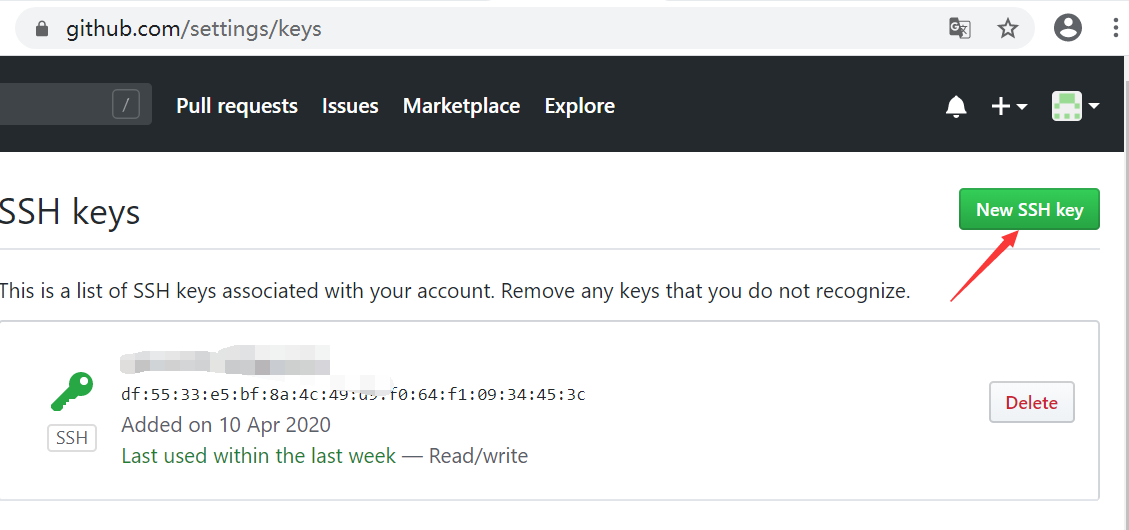 github.com/settings/keys
/
Pull requests Issues Marketplace Explore
SSH keys
New SSH key
This is a list of SSH keys associated with your account. Remove any keys that you do not recognize.
df:55:33:e5:bf:8a:4c:49:d9:f0:64:f1:09:34:45:3c
Added on 10 Apr 2020
SSH
Delete
Last used within the last week — Read/write